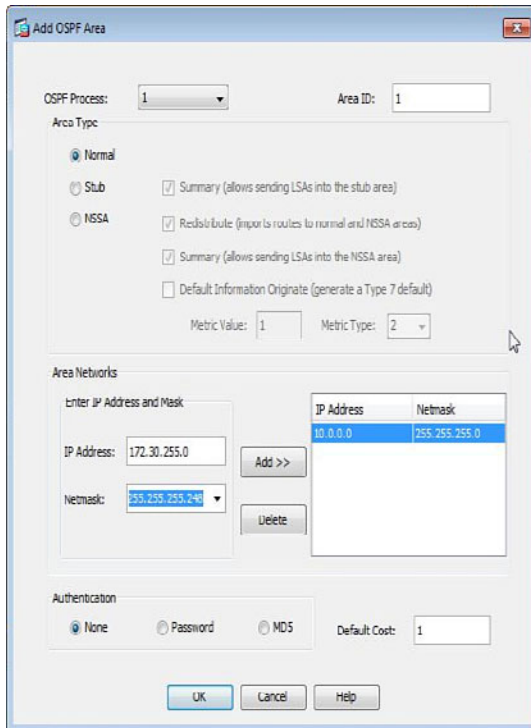 Add OSPF Area
OSPF Process: 1 Area ID: 1
Area Type
Normal
Stub Summary (allows sending LSAs into the stub area)
NSSA Redistribute (imports routes to normal and NSSA areas)
Summary (allows sending LSAs into the NSSA area)
Default Information Originate (generate a Type 7 default)
Metric Value: 1 Metric Type: 2
Area Networks
Enter IP Address and Mask
IP Address Netmask
10.0.0.0 255.255.255.0
IP Address: 172.30.255.0
Add >>
Netmask: 255.255.255.248
Delete
Authentication
None Password MD5 Default Cost: 1
OK Cancel Help